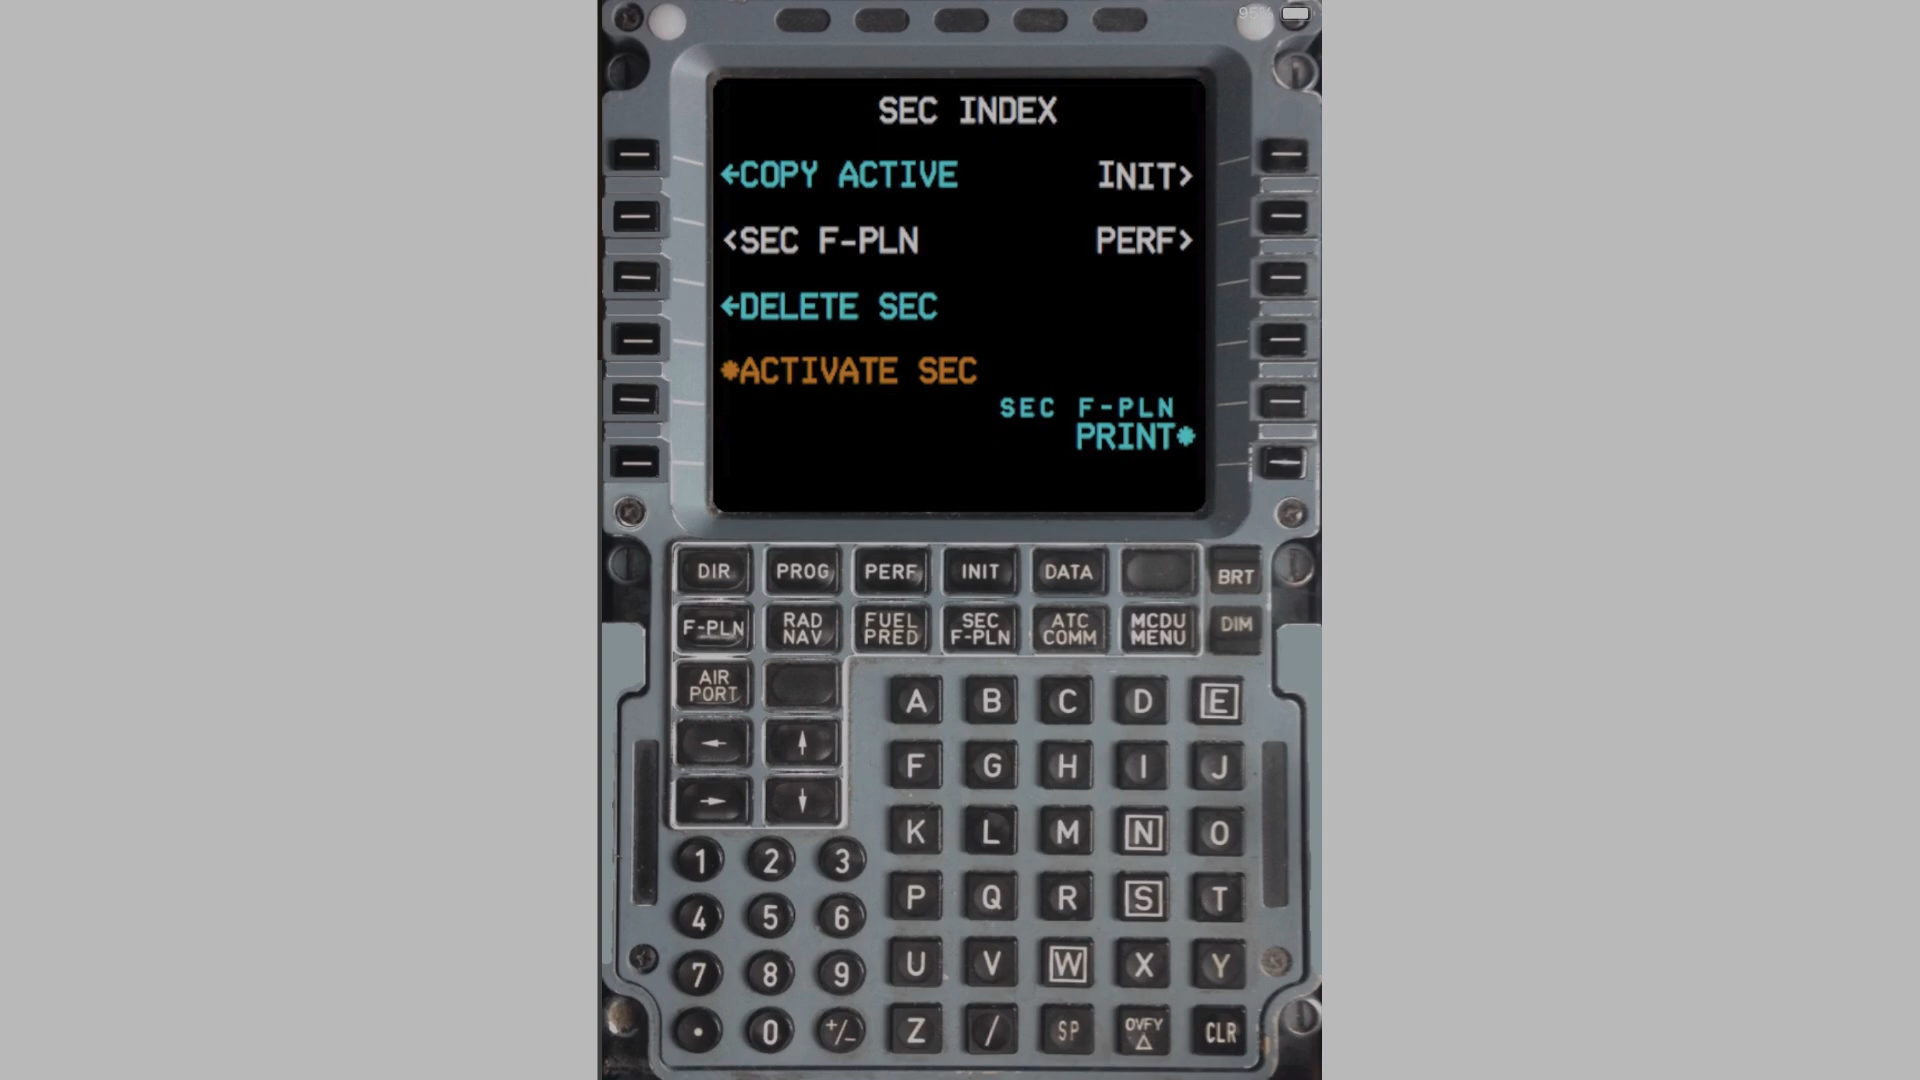 95%
SEC INDEX
←COPY ACTIVE INIT>
<SEC F-PLN PERF>
←DELETE SEC
*ACTIVATE SEC
SEC F-PLN
PRINT*
DIR PROG PERF INIT DATA BRT
F-PLN RAD NAV FUEL PRED SEC F-PLN ATC COMM MCDU MENU DIM
AIR PORT
← ↑
→ ↓
A B C D E
F G H I J
K L M N O
P Q R S T
U V W X Y
Z / SP OVFY △ CLR
1 2 3
4 5 6
7 8 9
. 0 +/-